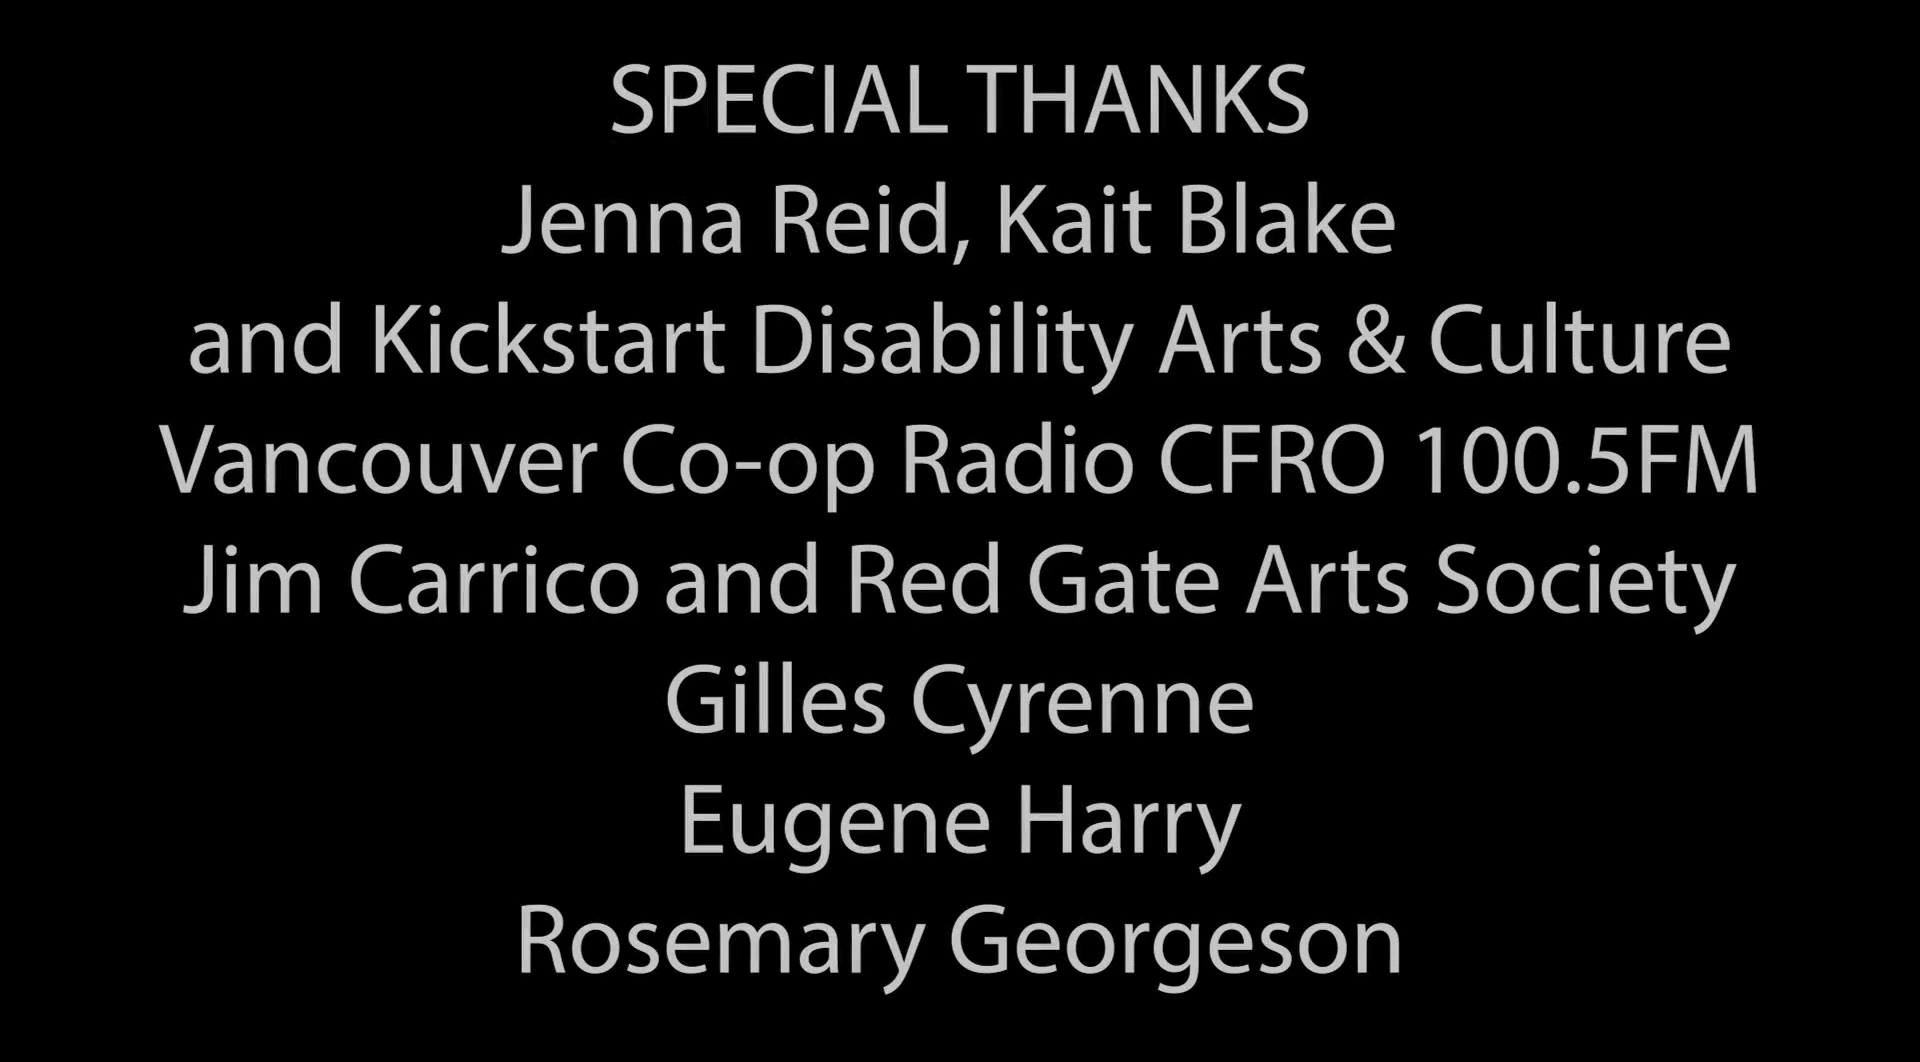 SPECIAL THANKS
Jenna Reid, Kait Blake
and Kickstart Disability Arts & Culture
Vancouver Co-op Radio CFRO 100.5FM
Jim Carrico and Red Gate Arts Society
Gilles Cyrenne
Eugene Harry
Rosemary Georgeson